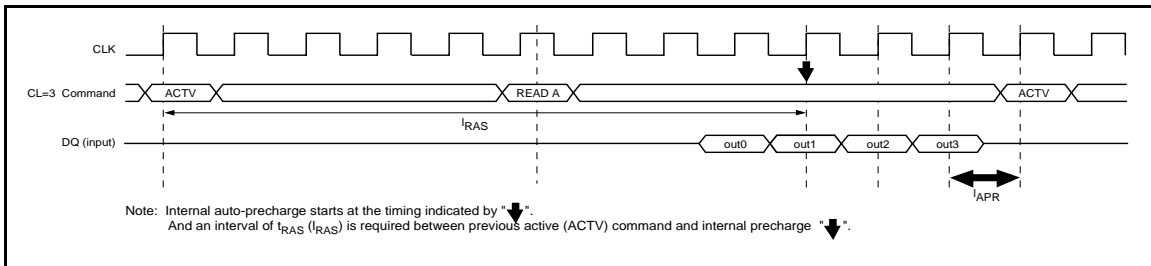 CLK
CL=3 Command ACTV READ A ACTV
lRAS
DQ (input) out0 out1 out2 out3
lAPR
Note: Internal auto-precharge starts at the timing indicated by " ".
And an interval of tRAS (lRAS) is required between previous active (ACTV) command and internal precharge " ".